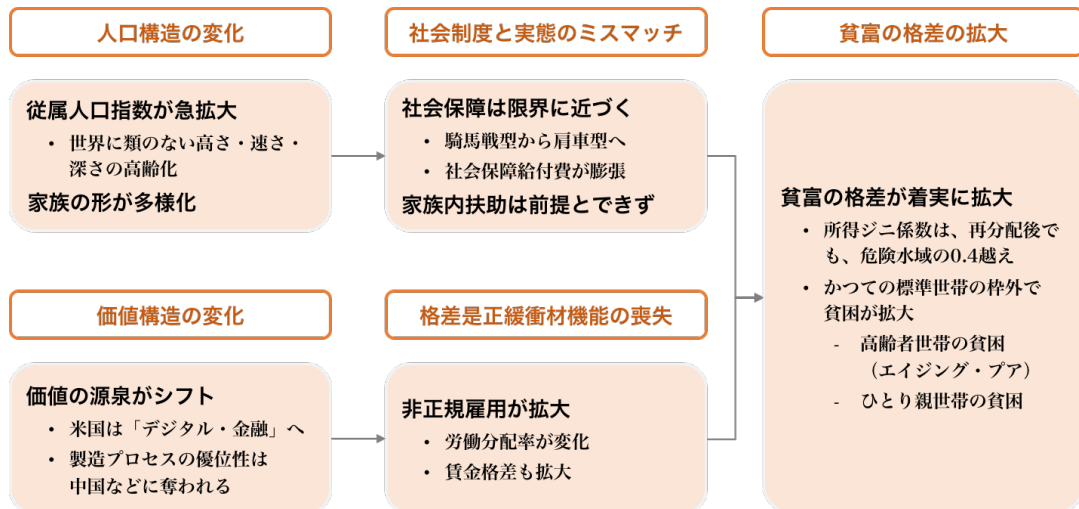 人口構造の変化
従属人口指数が急拡大
・ 世界に類のない高さ・速さ・
深さの高齢化
家族の形が多様化
社会制度と実態のミスマッチ
社会保障は限界に近づく
・ 騎馬戦型から肩車型へ
・ 社会保障給付費が膨張
家族内扶助は前提とできず
価値構造の変化
価値の源泉がシフト
・ 米国は「デジタル・金融」へ
・ 製造プロセスの優位性は
中国などに奪われる
格差是正緩衝材機能の喪失
非正規雇用が拡大
・ 労働分配率が変化
・ 賃金格差も拡大
貧富の格差の拡大
貧富の格差が着実に拡大
・ 所得ジニ係数は、再分配後で
も、危険水域の0.4越え
・ かつての標準世帯の枠外で
貧困が拡大
- 高齢者世帯の貧困
（エイジング・プア）
- ひとり親世帯の貧困